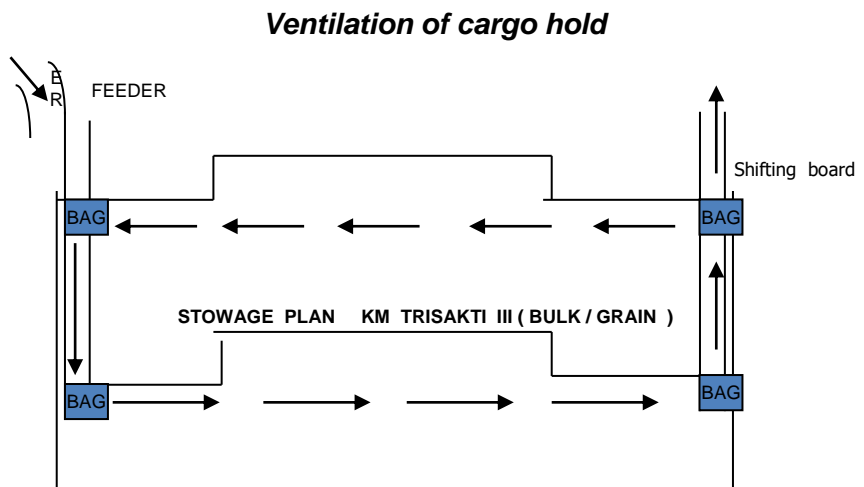 Ventilation of cargo hold
E
R
FEEDER
Shifting board
BAG
BAG
STOWAGE PLAN KM TRISAKTI III ( BULK / GRAIN )
BAG
BAG